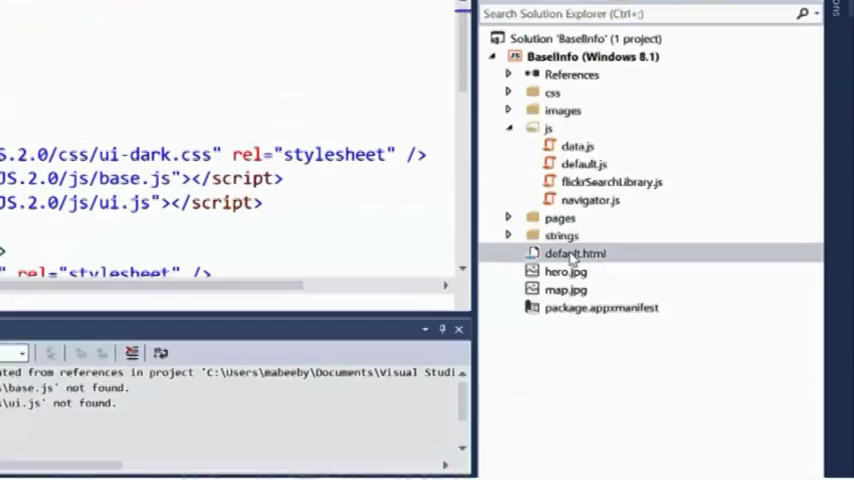 Search Solution Explorer (Ctrl+;)
Solution 'BaselInfo' (1 project)
BaselInfo (Windows 8.1)
References
css
images
js
data.js
default.js
flickrSearchLibrary.js
navigator.js
pages
strings
default.html
hero.jpg
map.jpg
package.appxmanifest
S.2.0/css/ui-dark.css" rel="stylesheet" />
JS.2.0/js/base.js"></script>
JS.2.0/js/ui.js"></script>
>
" rel="stylesheet" />
ted from references in project 'C:\Users\mabeeby\Documents\Visual Studi
s\base.js' not found.
s\ui.js' not found.